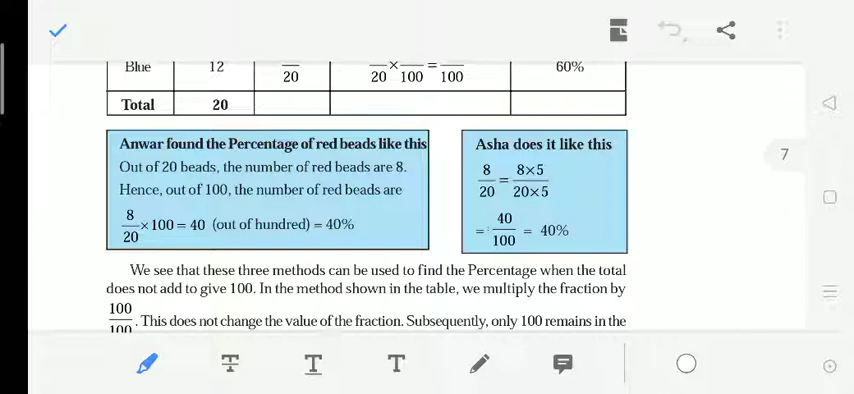 Blue 12 20 20 × 100 = 100 60%
Total 20
Anwar found the Percentage of red beads like this
Out of 20 beads, the number of red beads are 8.
Hence, out of 100, the number of red beads are
8/20 × 100 = 40 (out of hundred) = 40%
Asha does it like this
8/20 = 8×5/20×5
= 40/100 = 40%
7
We see that these three methods can be used to find the Percentage when the total
does not add to give 100. In the method shown in the table, we multiply the fraction by
100/100 . This does not change the value of the fraction. Subsequently, only 100 remains in the
T T T